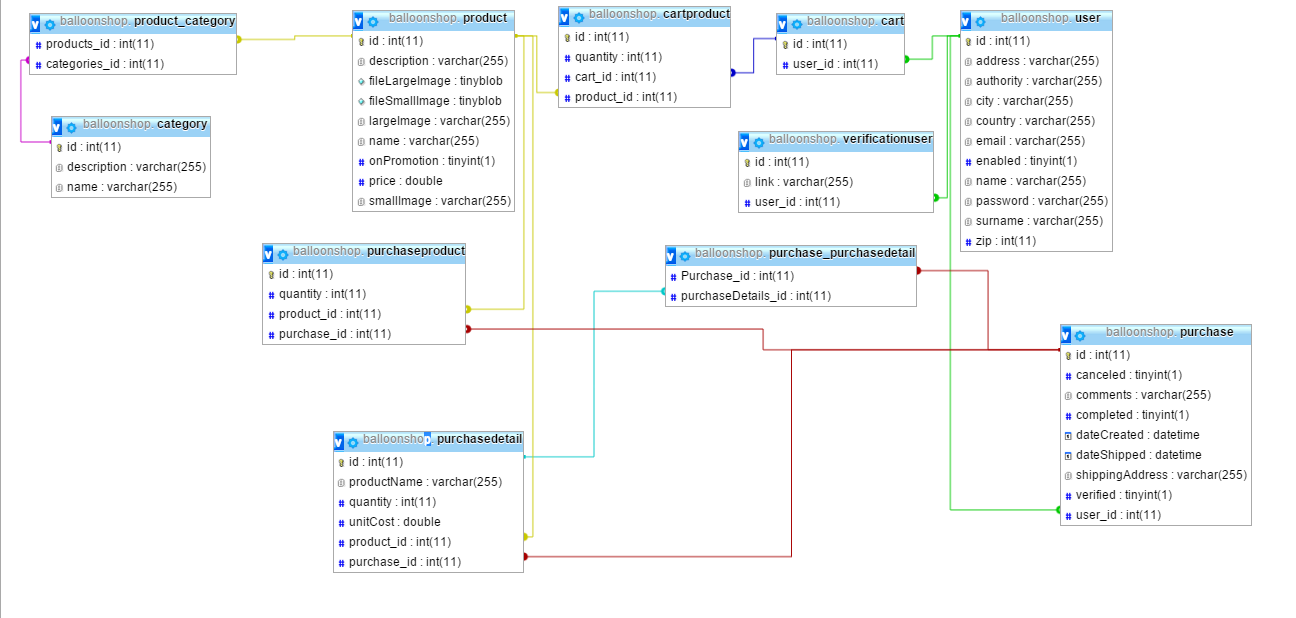 balloonshop. product_category
products_id : int(11)
categories_id : int(11)
balloonshop. category
id : int(11)
description : varchar(255)
name : varchar(255)
balloonshop. product
id : int(11)
description : varchar(255)
fileLargeImage : tinyblob
fileSmallImage : tinyblob
largeImage : varchar(255)
name : varchar(255)
onPromotion : tinyint(1)
price : double
smallImage : varchar(255)
balloonshop. cartproduct
id : int(11)
quantity : int(11)
cart_id : int(11)
product_id : int(11)
balloonshop. cart
id : int(11)
user_id : int(11)
balloonshop. user
id : int(11)
address : varchar(255)
authority : varchar(255)
city : varchar(255)
country : varchar(255)
email : varchar(255)
enabled : tinyint(1)
name : varchar(255)
password : varchar(255)
surname : varchar(255)
zip : int(11)
balloonshop. verificationuser
id : int(11)
link : varchar(255)
user_id : int(11)
balloonshop. purchaseproduct
id : int(11)
quantity : int(11)
product_id : int(11)
purchase_id : int(11)
balloonshop. purchase_purchasedetail
Purchase_id : int(11)
purchaseDetails_id : int(11)
balloonshop. purchase
id : int(11)
canceled : tinyint(1)
comments : varchar(255)
completed : tinyint(1)
dateCreated : datetime
dateShipped : datetime
shippingAddress : varchar(255)
verified : tinyint(1)
user_id : int(11)
balloonshop. purchasedetail
id : int(11)
productName : varchar(255)
quantity : int(11)
unitCost : double
product_id : int(11)
purchase_id : int(11)